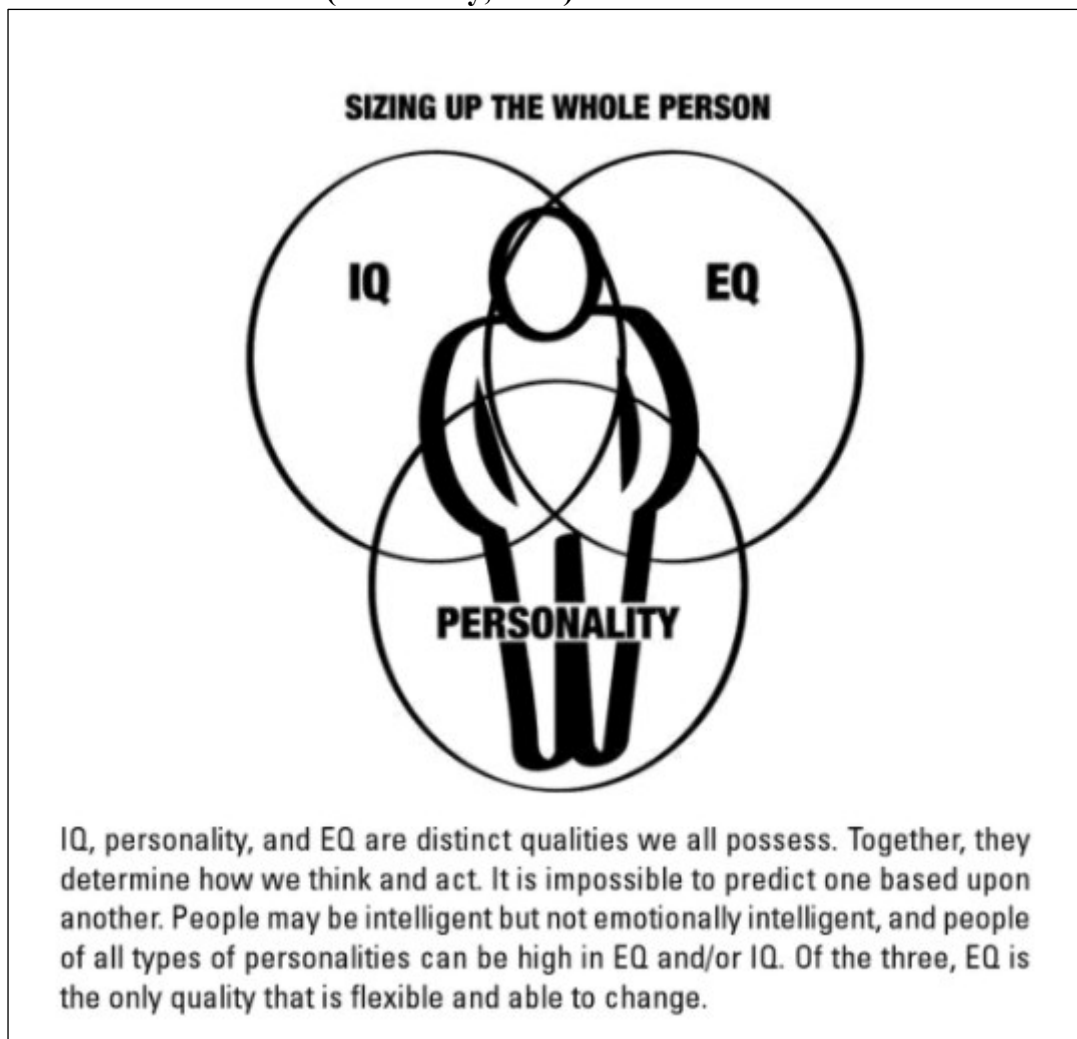 SIZING UP THE WHOLE PERSON
IQ
EQ
PERSONALITY
IQ, personality, and EQ are distinct qualities we all possess. Together, they
determine how we think and act. It is impossible to predict one based upon
another. People may be intelligent but not emotionally intelligent, and people
of all types of personalities can be high in EQ and/or IQ. Of the three, EQ is
the only quality that is flexible and able to change.